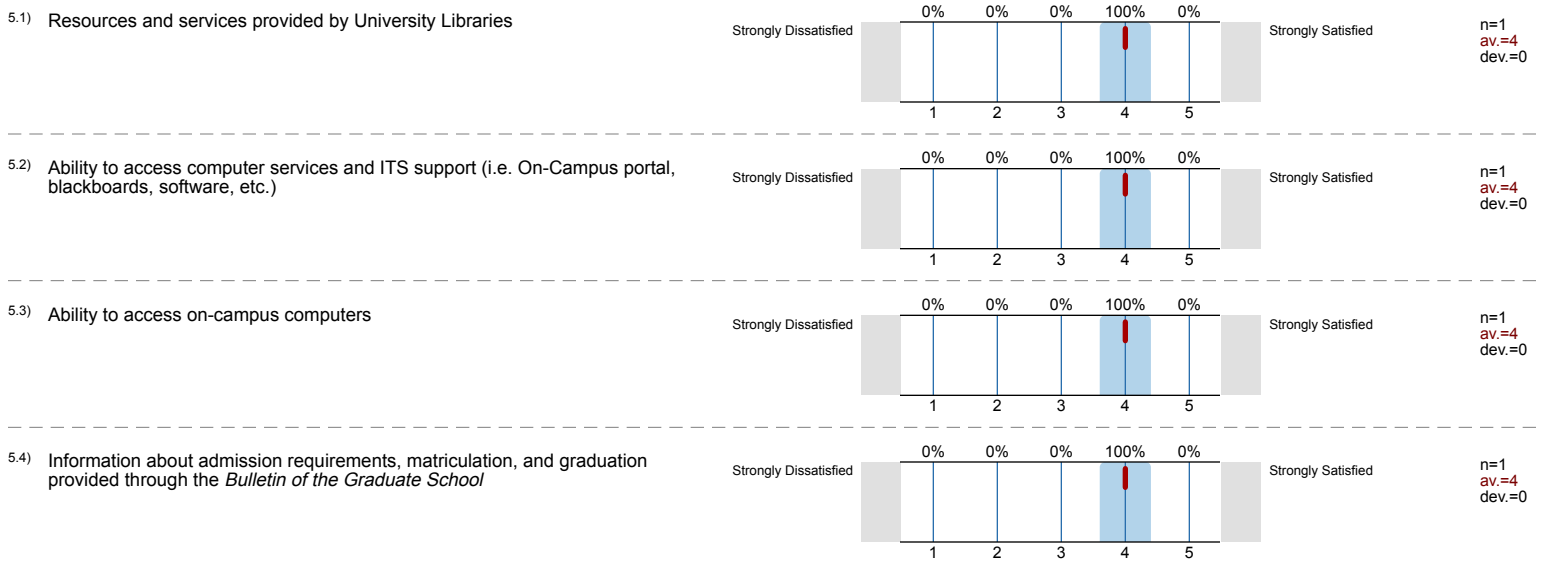 5.1) Resources and services provided by University Libraries
0% 0% 0% 100% 0%
Strongly Dissatisfied Strongly Satisfied
n=1
av.=4
dev.=0
1 2 3 4 5
5.2) Ability to access computer services and ITS support (i.e. On-Campus portal,
blackboards, software, etc.)
0% 0% 0% 100% 0%
Strongly Dissatisfied Strongly Satisfied
n=1
av.=4
dev.=0
1 2 3 4 5
5.3) Ability to access on-campus computers
0% 0% 0% 100% 0%
Strongly Dissatisfied Strongly Satisfied
n=1
av.=4
dev.=0
1 2 3 4 5
5.4) Information about admission requirements, matriculation, and graduation
provided through the Bulletin of the Graduate School
0% 0% 0% 100% 0%
Strongly Dissatisfied Strongly Satisfied
n=1
av.=4
dev.=0
1 2 3 4 5